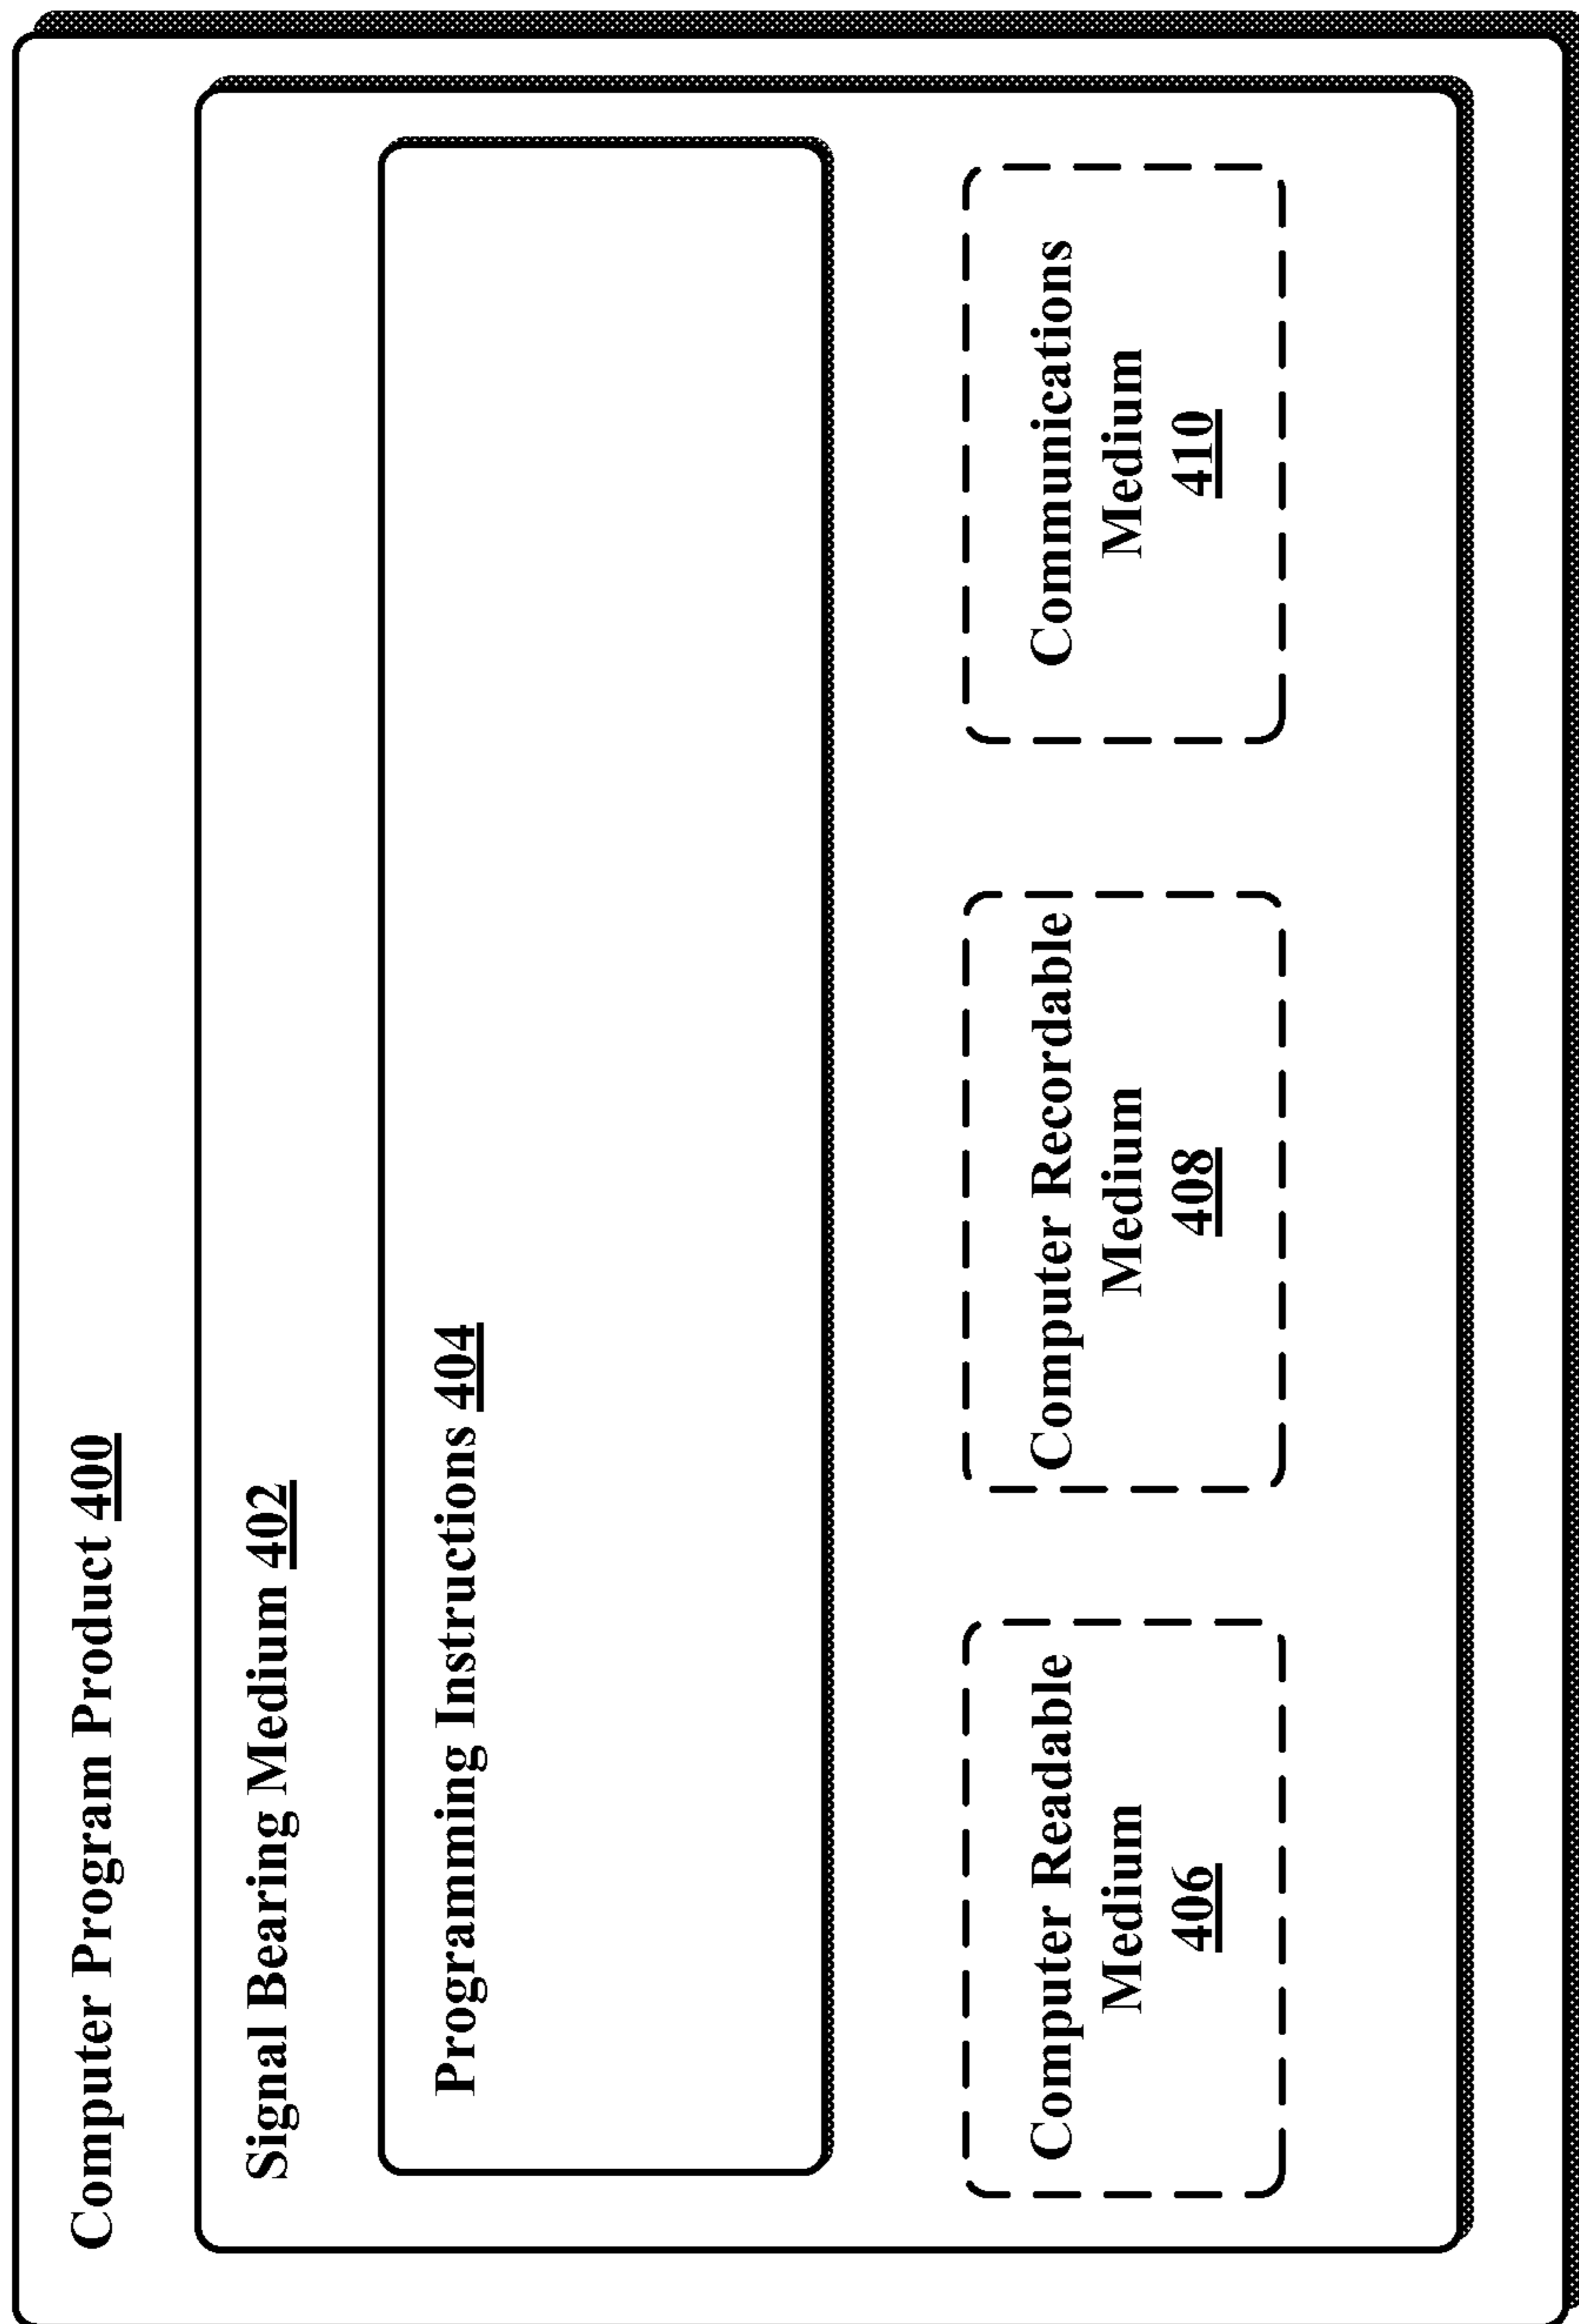 Computer Program Product 400
Signal Bearing Medium 402
Programming Instructions 404
Computer Readable
Medium
406
Computer Recordable
Medium
408
Communications
Medium
410